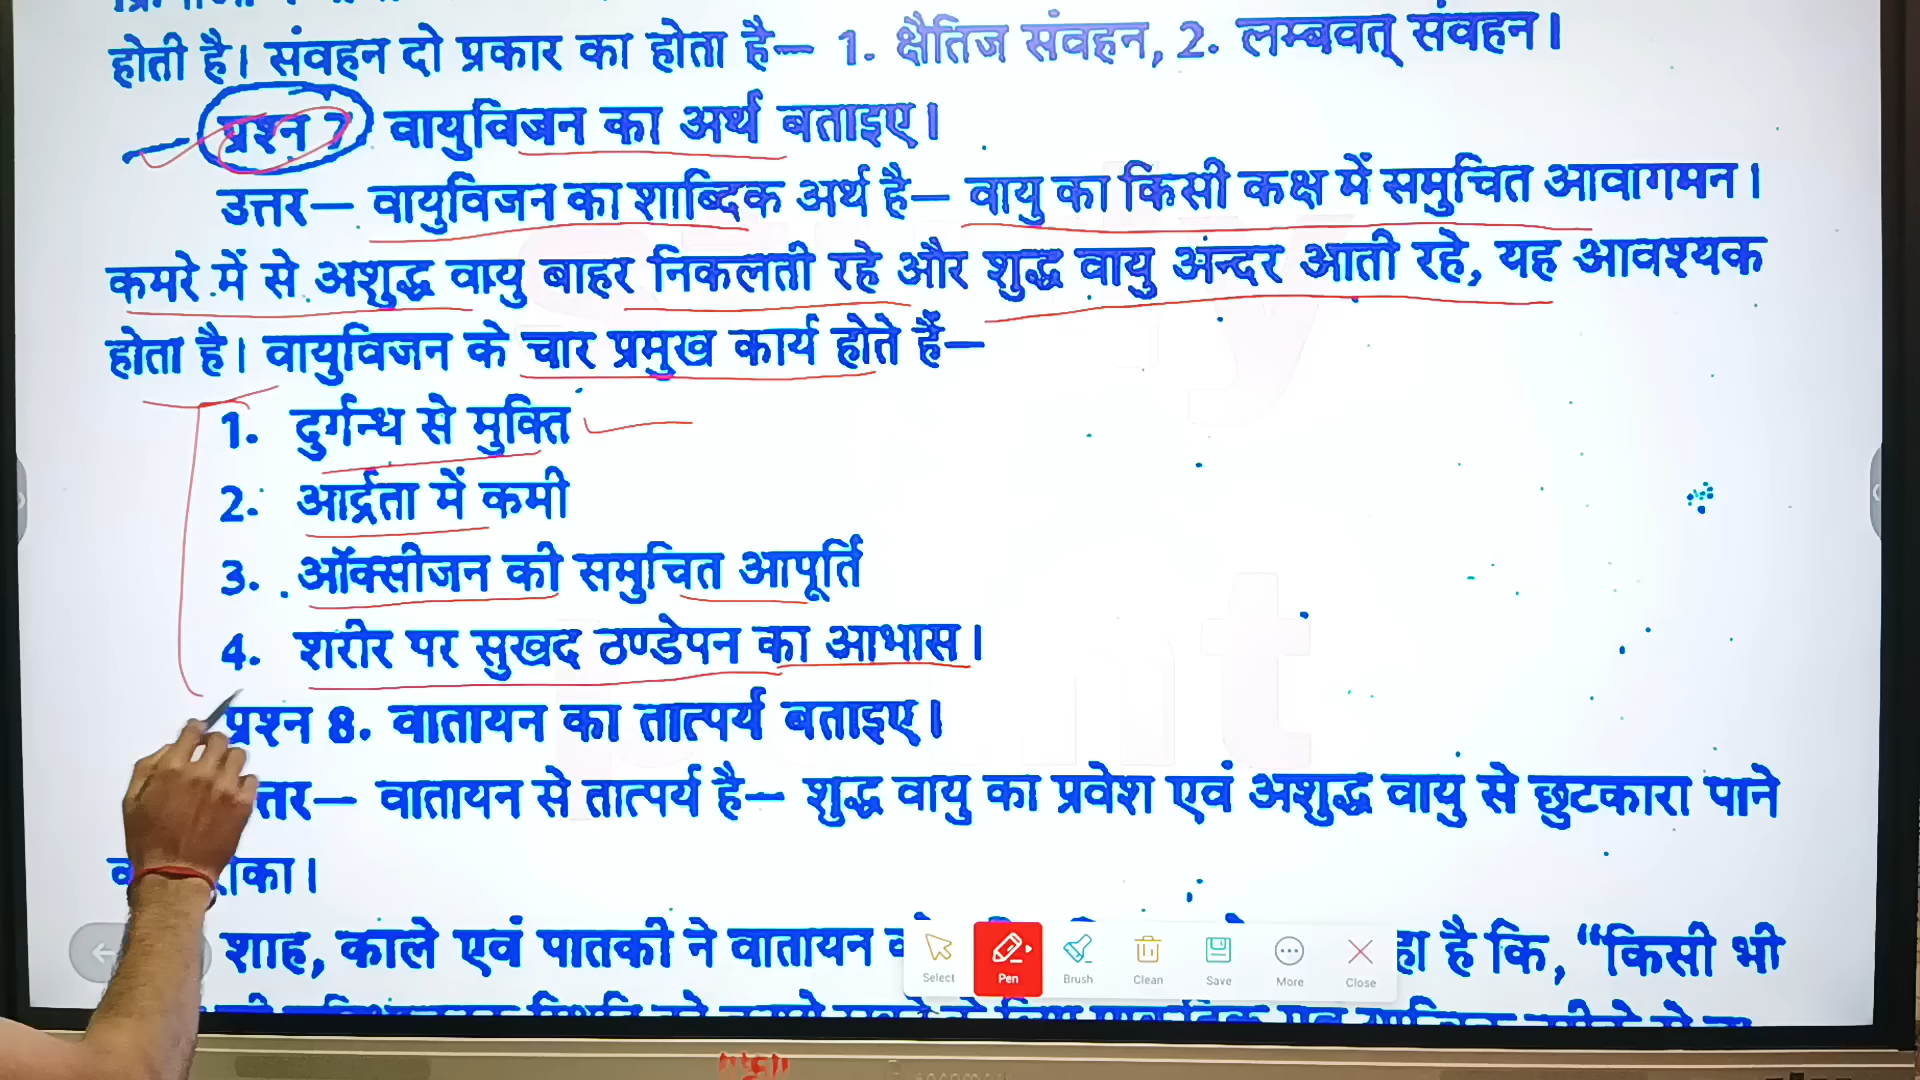 होती है। संवहन दो प्रकार का होता है— 1. क्षैतिज संवहन, 2. लम्बवत् संवहन।
प्रश्न 7 वायुविजन का अर्थ बताइए।
उत्तर— वायुविजन का शाब्दिक अर्थ है— वायु का किसी कक्ष में समुचित आवागमन।
कमरे में से अशुद्ध वायु बाहर निकलती रहे और शुद्ध वायु अन्दर आती रहे, यह आवश्यक
होता है। वायुविजन के चार प्रमुख कार्य होते हैं—
1. दुर्गन्ध से मुक्ति
2. आर्द्रता में कमी
3. ऑक्सीजन की समुचित आपूर्ति
4. शरीर पर सुखद ठण्डेपन का आभास।
प्रश्न 8. वातायन का तात्पर्य बताइए।
वातायन से तात्पर्य है— शुद्ध वायु का प्रवेश एवं अशुद्ध वायु से छुटकारा पाने
शाह, काले एवं पातकी ने वातायन है कि, “किसी भी
Select Pen Brush Clean Save More Close